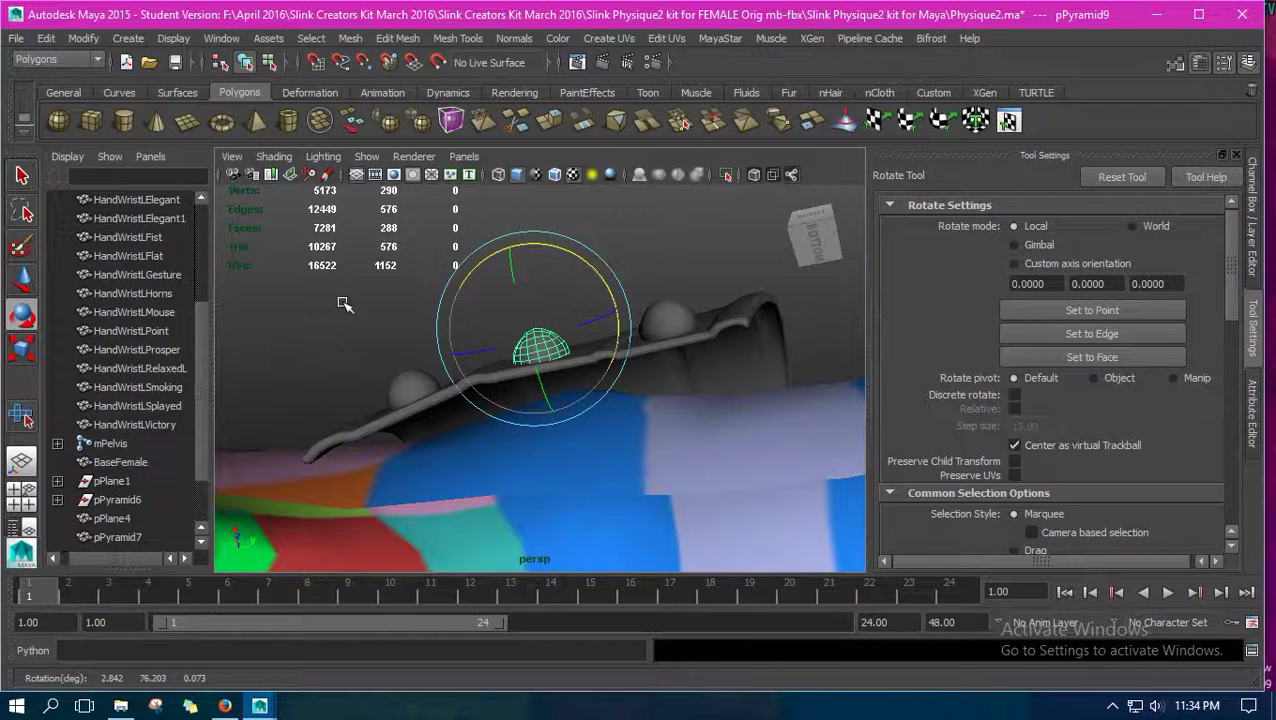 Autodesk Maya 2015 - Student Version: F:\April 2016\Slink Creators Kit March 2016\Slink Creators Kit March 2016\Slink Physique2 kit for FEMALE Orig mb-fbx\Slink Physique2 kit for Maya\Physique2.ma* --- pPyramid9
File Edit Modify Create Display Window Assets Select Mesh Edit Mesh Mesh Tools Normals Color Create UVs Edit UVs MayaStar Muscle XGen Pipeline Cache Bifrost Help
Polygons No Live Surface
General Curves Surfaces Polygons Deformation Animation Dynamics Rendering PaintEffects Toon Muscle Fluids Fur nHair nCloth Custom XGen TURTLE
Display Show Panels
View Shading Lighting Show Renderer Panels
Tool Settings
Rotate Tool Reset Tool Tool Help
HandWristLElegant
HandWristLElegant1
HandWristLFist
HandWristLFlat
HandWristLGesture
HandWristLHorns
HandWristLMouse
HandWristLPoint
HandWristLProsper
HandWristLRelaxedL
HandWristLSmoking
HandWristLSplayed
HandWristLVictory
mPelvis
BaseFemale
pPlane1
pPyramid6
pPlane4
pPyramid7
Verts: 5173 290 0
Edges: 12449 576 0
Faces: 7281 288 0
Tris: 10267 576 0
UVs: 16522 1152 0
BOTTOM
persp
Rotate Settings
Rotate mode: Local World
Gimbal
Custom axis orientation
0.0000 0.0000 0.0000
Set to Point
Set to Edge
Set to Face
Rotate pivot: Default Object Manip
Discrete rotate:
Relative:
Step size: 15.00
Center as virtual Trackball
Preserve Child Transform
Preserve UVs
Common Selection Options
Selection Style: Marquee
Camera based selection
Drag
Channel Box / Layer Editor
Tool Settings
Attribute Editor
MAYA
1 2 3 4 5 6 7 8 9 10 11 12 13 14 15 16 17 18 19 20 21 22 23 24
1 1.00
1.00 1.00 1 24 24.00 48.00 No Anim Layer No Character Set
Activate Windows
Go to Settings to activate Windows.
Python
Rotation(deg): 2.842 76.203 0.073
11:34 PM